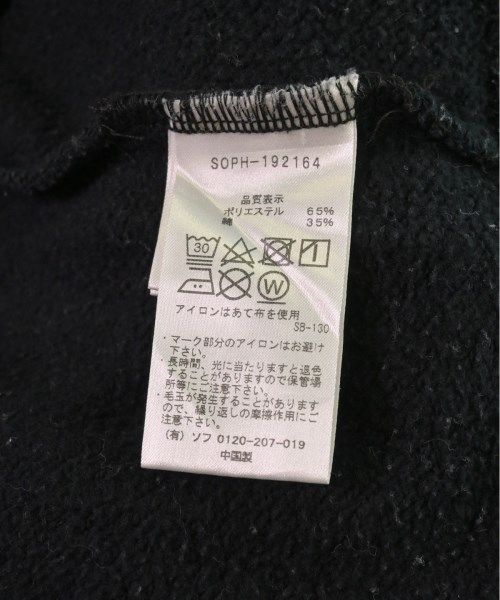 SOPH-192164
品質表示
ポリエステル 65%
綿 35%
30
W
アイロンはあて布を使用
SB-130
・マーク部分のアイロンはお避け
下さい。
・長時間、光に当たりますと退色
することがありますので保管場
所等にご注意下さい。
・毛玉が発生することがあります
ので、繰り返しの摩擦作用にご
注意下さい。
(有) ソフ 0120-207-019
中国製